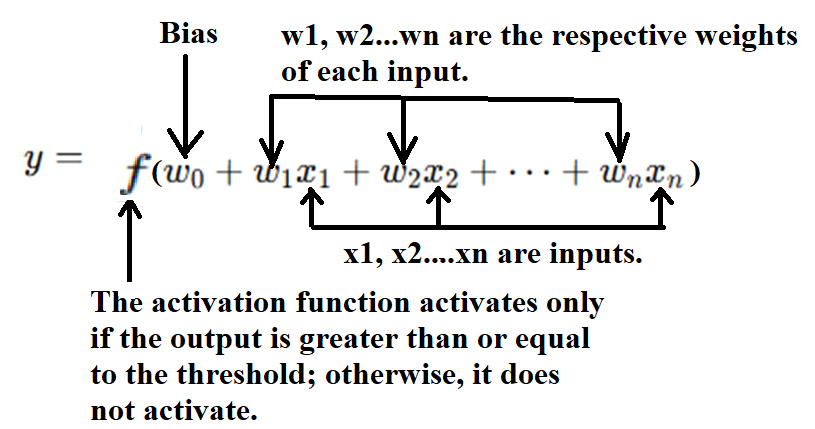 Bias
w1, w2...wn are the respective weights
of each input.
y = f(w₀ + w₁x₁ + w₂x₂ + ··· + wₙxₙ)
x1, x2....xn are inputs.
The activation function activates only
if the output is greater than or equal
to the threshold; otherwise, it does
not activate.